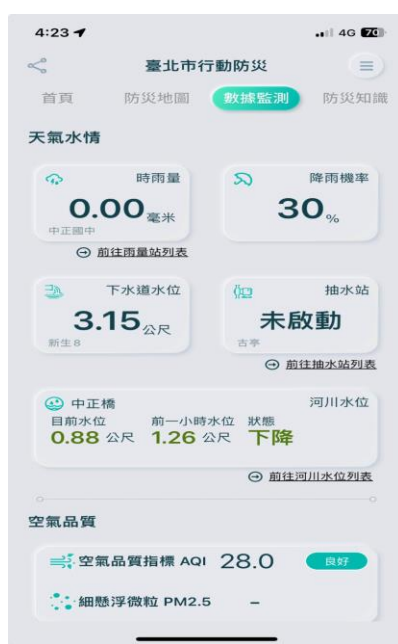 4:23
4G 70
臺北市行動防災
首頁 防災地圖 數據監測 防災知識
天氣水情
時雨量 降雨機率
0.00毫米 30%
中正國中
前往雨量站列表
下水道水位 抽水站
3.15公尺 未啟動
新生8 古亭
前往抽水站列表
中正橋 河川水位
目前水位 前一小時水位 狀態
0.88 公尺 1.26 公尺 下降
前往河川水位列表
空氣品質
空氣品質指標 AQI 28.0 良好
細懸浮微粒 PM2.5 –